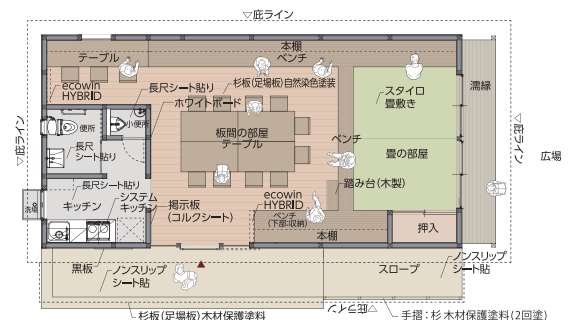 ▽庇ライン
本棚
テーブル
ベンチ
杉板(足場板)自然染色塗装
ecowin
HYBRID
長尺シート貼り
ホワイトボード
スタイロ
畳敷き
濡縁
便所
小便所
▽庇ライン
板間の部屋
テーブル
ベンチ
▽庇ライン
広場
長尺
シート貼り
畳の部屋
長尺シート貼り
踏み台(木製)
キッチン
システム
キッチン
掲示板
(コルクシート)
ecowin
HYBRID
ベンチ
(下部:収納)
押入
本棚
黒板
ノンスリップ
シート貼
スロープ
ノンスリップ
シート貼
▽庇ライン
杉板(足場板)木材保護塗料
手摺:杉 木材保護塗料(2回塗)